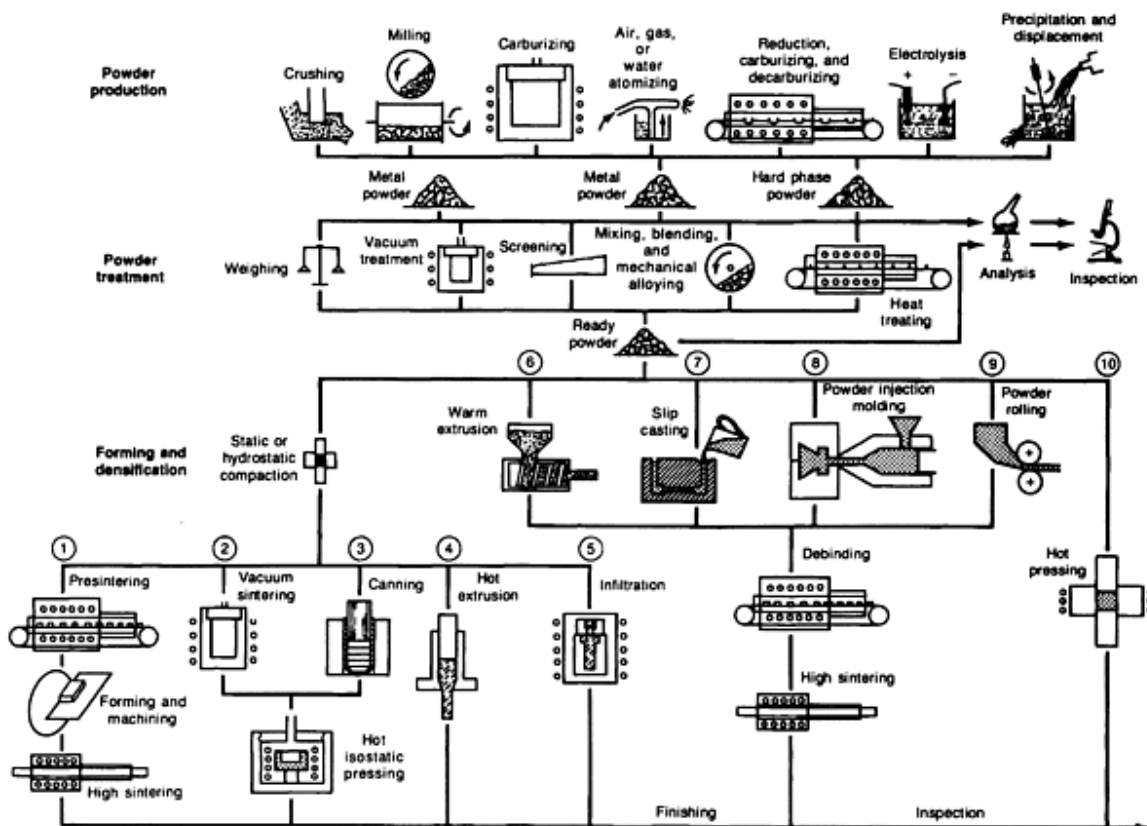 Powder
production
Crushing
Milling
Carburizing
Air, gas,
or
water
atomizing
Reduction,
carburizing, and
decarburizing
Electrolysis
+ −
Precipitation and
displacement
Metal
powder
Metal
powder
Hard phase
powder
Powder
treatment
Weighing
Vacuum
treatment
Screening
Mixing, blending,
and
mechanical
alloying
Heat
treating
Analysis
Inspection
Ready
powder
Forming and
densification
Static or
hydrostatic
compaction
6
Warm
extrusion
7
Slip
casting
8
Powder injection
molding
9
Powder
rolling
+
+
10
Hot
pressing
1
Presintering
Forming and
machining
High sintering
2
Vacuum
sintering
3
Canning
Hot
isostatic
pressing
4
Hot
extrusion
5
Infiltration
Debinding
High sintering
Finishing
Inspection